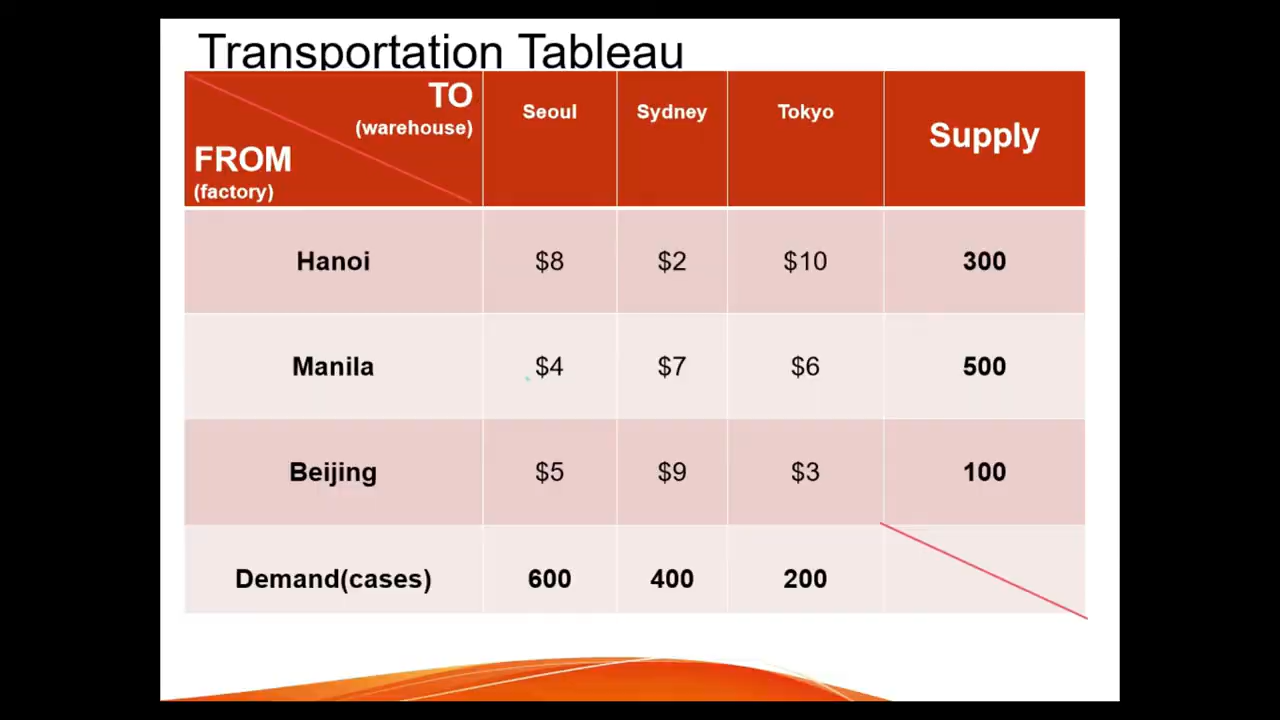 Transportation Tableau
TO
(warehouse)
FROM
(factory)
Seoul
Sydney
Tokyo
Supply
Hanoi
$8
$2
$10
300
Manila
$4
$7
$6
500
Beijing
$5
$9
$3
100
Demand(cases)
600
400
200